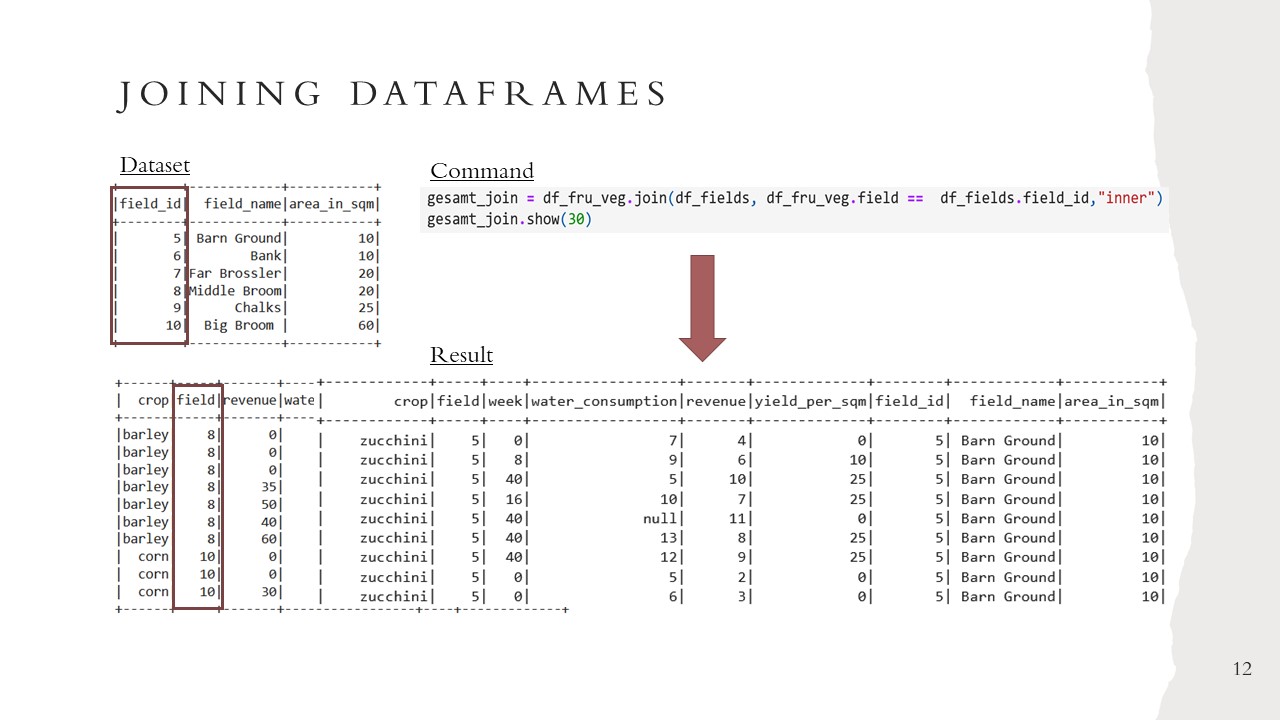 JOINING DATAFRAMES
Dataset
+--------+------------+-----------+
|field_id|  field_name|area_in_sqm|
+--------+------------+-----------+
|       5| Barn Ground|         10|
|       6|        Bank|         10|
|       7|Far Brossler|         20|
|       8|Middle Broom|         20|
|       9|      Chalks|         25|
|      10|  Big Broom |         60|
+--------+------------+-----------+
Command
gesamt_join = df_fru_veg.join(df_fields, df_fru_veg.field ==  df_fields.field_id,"inner")
gesamt_join.show(30)
Result
+------+-----+-------+----
|  crop|field|revenue|wate
+------+-----+-------+----
|barley|    8|      0|
|barley|    8|      0|
|barley|    8|      0|
|barley|    8|     35|
|barley|    8|     50|
|barley|    8|     40|
|barley|    8|     60|
|  corn|   10|      0|
|  corn|   10|      0|
|  corn|   10|     30|
+------+-----+-------+-----------------+----+-------------+
+-------------+-----+----+-----------------+-------+-------------+--------+------------+-----------+
|         crop|field|week|water_consumption|revenue|yield_per_sqm|field_id|  field_name|area_in_sqm|
+-------------+-----+----+-----------------+-------+-------------+--------+------------+-----------+
|     zucchini|    5|   0|                7|      4|            0|       5| Barn Ground|         10|
|     zucchini|    5|   8|                9|      6|           10|       5| Barn Ground|         10|
|     zucchini|    5|  40|                5|     10|           25|       5| Barn Ground|         10|
|     zucchini|    5|  16|               10|      7|           25|       5| Barn Ground|         10|
|     zucchini|    5|  40|             null|     11|            0|       5| Barn Ground|         10|
|     zucchini|    5|  40|               13|      8|           25|       5| Barn Ground|         10|
|     zucchini|    5|  40|               12|      9|           25|       5| Barn Ground|         10|
|     zucchini|    5|   0|                5|      2|            0|       5| Barn Ground|         10|
|     zucchini|    5|   0|                6|      3|            0|       5| Barn Ground|         10|
12